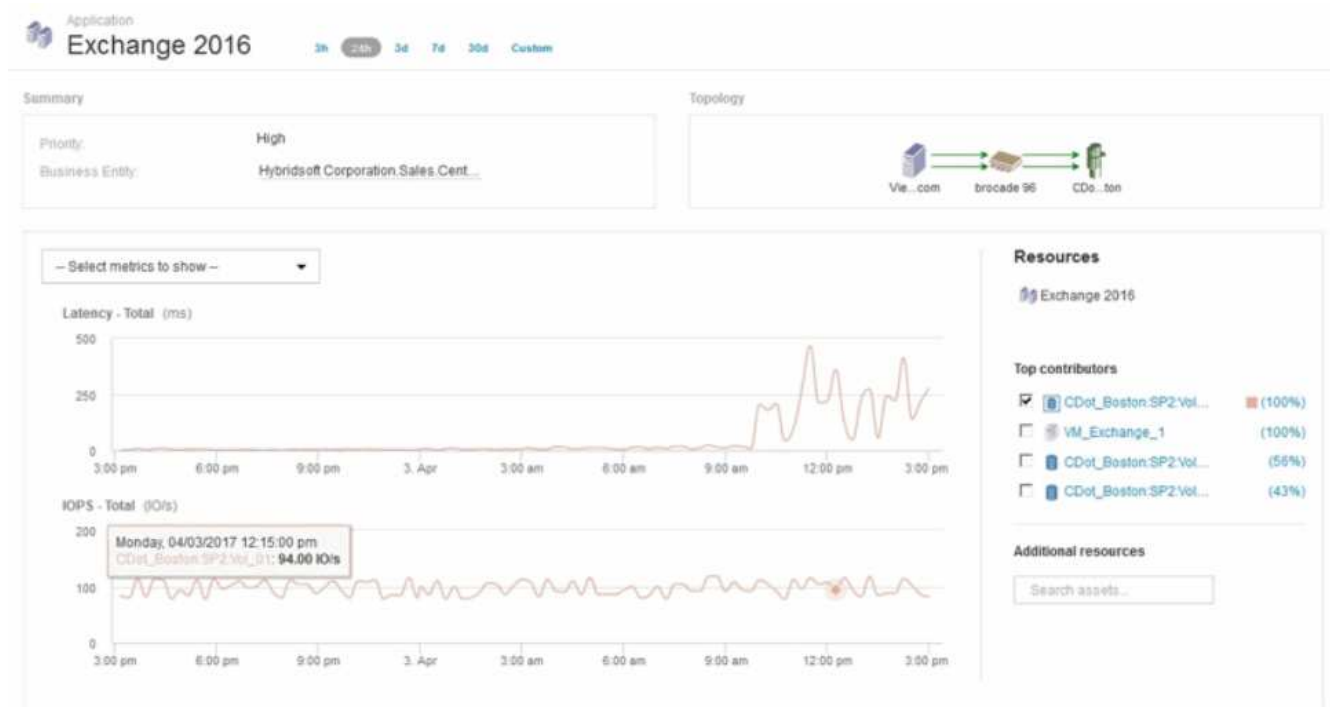 Application
Exchange 2016
3h 24h 3d 7d 30d Custom
Summary
Priority: High
Business Entity: Hybridsoft Corporation.Sales.Cent...
Topology
Vie...com brocade 96 CDo...ton
-- Select metrics to show --
Latency - Total (ms)
500
250
0
3:00 pm 6:00 pm 9:00 pm 3. Apr 3:00 am 6:00 am 9:00 am 12:00 pm 3:00 pm
IOPS - Total (IO/s)
200
Monday, 04/03/2017 12:15:00 pm
CDot_Boston:SP2:Vol_01: 94.00 IO/s
100
0
3:00 pm 6:00 pm 9:00 pm 3. Apr 3:00 am 6:00 am 9:00 am 12:00 pm 3:00 pm
Resources
Exchange 2016
Top contributors
CDot_Boston:SP2:Vol... (100%)
VM_Exchange_1 (100%)
CDot_Boston:SP2:Vol... (56%)
CDot_Boston:SP2:Vol... (43%)
Additional resources
Search assets...